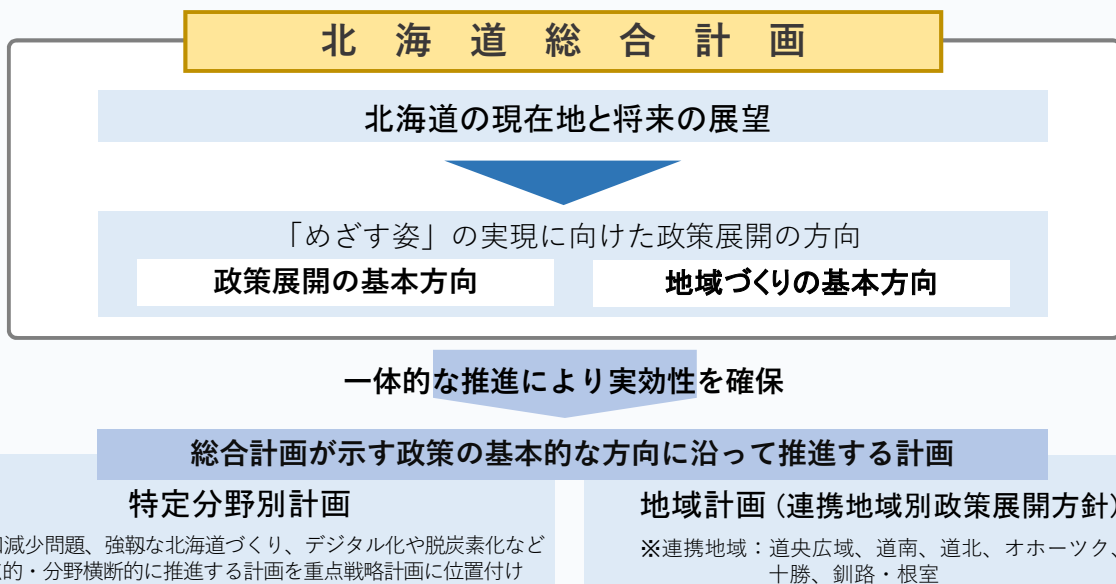 北海道総合計画
北海道の現在地と将来の展望
「めざす姿」の実現に向けた政策展開の方向
政策展開の基本方向
地域づくりの基本方向
一体的な推進により実効性を確保
総合計画が示す政策の基本的な方向に沿って推進する計画
特定分野別計画
減少問題、強靱な北海道づくり、デジタル化や脱炭素化など
的・分野横断的に推進する計画を重点戦略計画に位置付け
地域計画（連携地域別政策展開方針）
※連携地域：道央広域、道南、道北、オホーツク、
十勝、釧路・根室